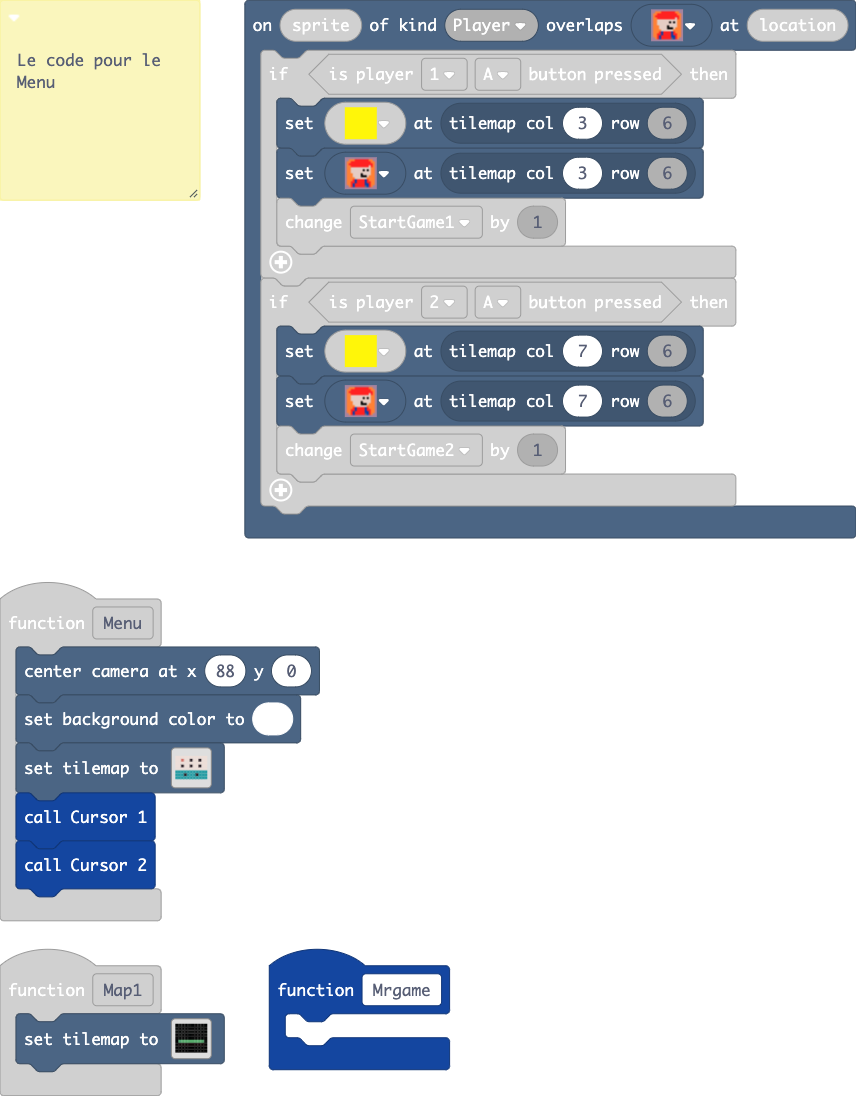 Le code pour le
Menu
on sprite of kind Player overlaps at location
if is player 1 A button pressed then
set at tilemap col 3 row 6
set at tilemap col 3 row 6
change StartGame1 by 1
if is player 2 A button pressed then
set at tilemap col 7 row 6
set at tilemap col 7 row 6
change StartGame2 by 1
function Menu
center camera at x 88 y 0
set background color to
set tilemap to
call Cursor 1
call Cursor 2
function Map1
set tilemap to
function Mrgame